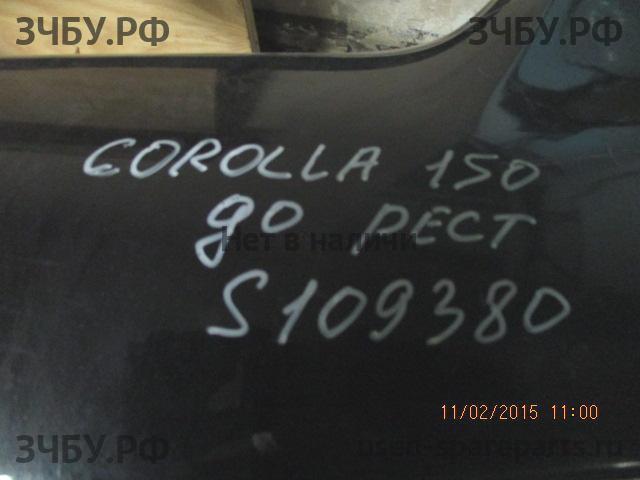 ЗЧБУ.РФ ЗЧБУ.РФ
COROLLA 150
до рест
Нет в наличии
S109380
11/02/2015 11:00
ЗЧБУ.РФ
used-spareparts.ru